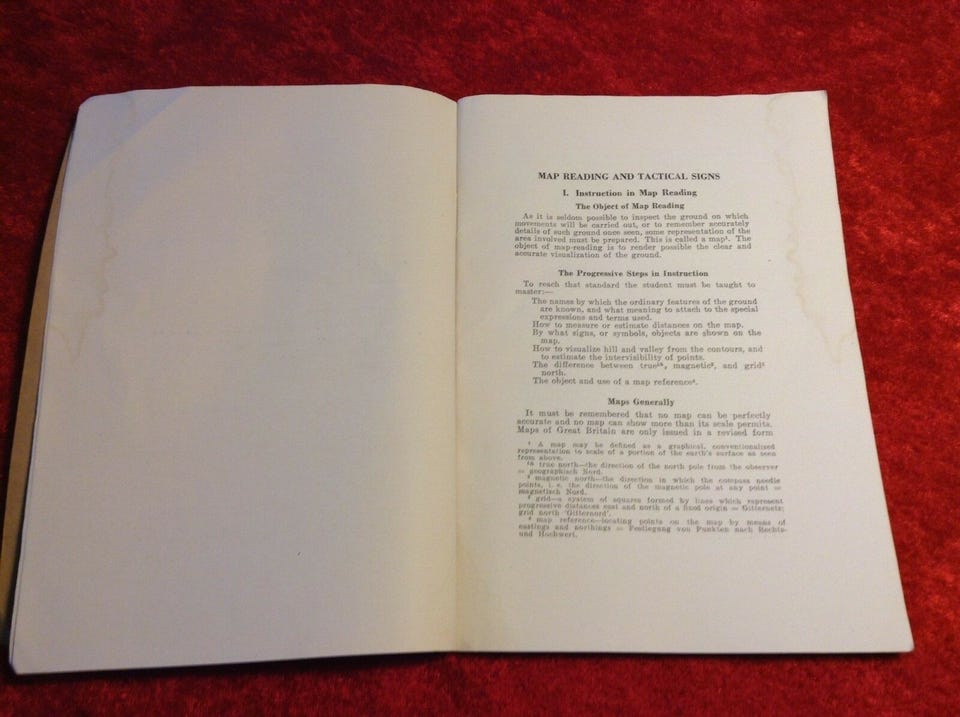 MAP READING AND TACTICAL SIGNS
I. Instruction in Map Reading
The Object of Map Reading
As it is seldom possible to inspect the ground on which
movements will be carried out, or to remember accurately
details of such ground once seen, some representation of the
area involved must be prepared. This is called a map¹. The
object of map-reading is to render possible the clear and
accurate visualization of the ground.
The Progressive Steps in Instruction
To reach that standard the student must be taught to
master:—
The names by which the ordinary features of the ground
are known, and what meaning to attach to the special
expressions and terms used.
How to measure or estimate distances on the map.
By what signs, or symbols, objects are shown on the
map.
How to visualize hill and valley from the contours, and
to estimate the intervisibility of points.
The difference between true¹ᵃ, magnetic², and grid³
north.
The object and use of a map reference⁴.
Maps Generally
It must be remembered that no map can be perfectly
accurate and no map can show more than its scale permits.
Maps of Great Britain are only issued in a revised form
¹ A map may be defined as a graphical, conventionalized
representation to scale of a portion of the earth's surface as seen
from above.
¹ᵃ true north—the direction of the north pole from the observer
= geographisch Nord.
² magnetic north—the direction in which the compass needle
points, i. e. the direction of the magnetic pole at any point =
magnetisch Nord.
³ grid—a system of squares formed by lines which represent
progressive distances east and north of a fixed origin = Gitternetz;
grid north 'Gitternord'.
⁴ map reference—locating points on the map by means of
eastings and northings = Festlegung von Punkten nach Rechts-
und Hochwert.